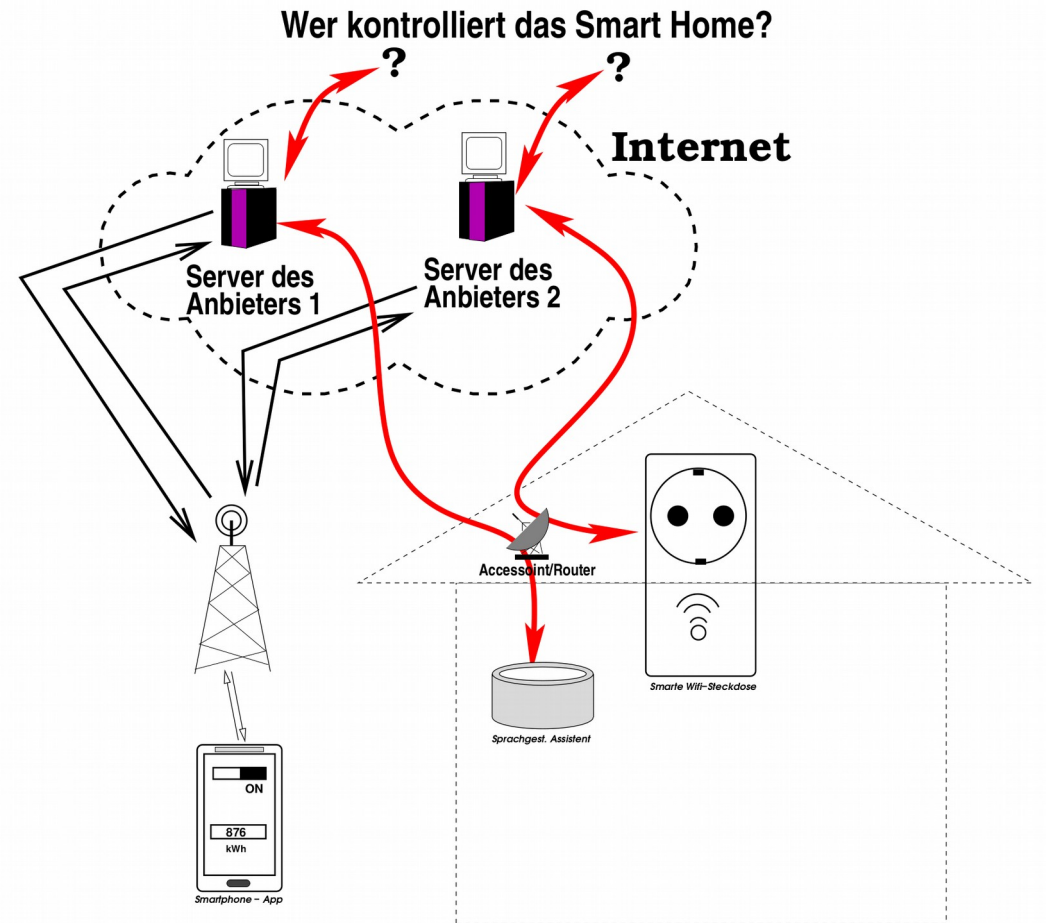 Wer kontrolliert das Smart Home?
?
?
Internet
Server des
Anbieters 1
Server des
Anbieters 2
Accessoint/Router
Smarte Wifi-Steckdose
Sprachgest. Assistent
ON
876
kWh
Smartphone - App